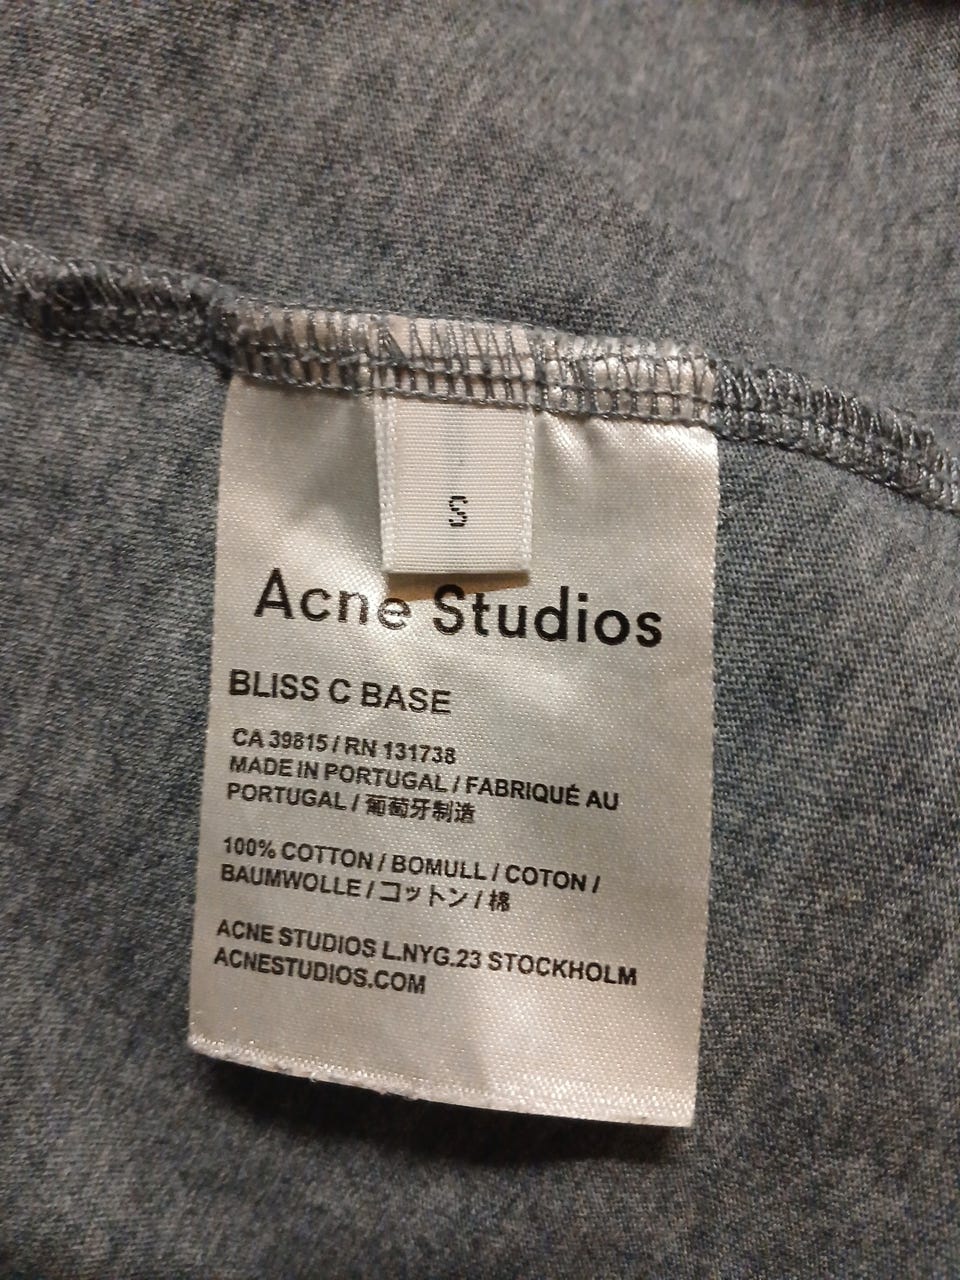 S
Acne Studios
BLISS C BASE
CA 39815 / RN 131738
MADE IN PORTUGAL / FABRIQUÉ AU
PORTUGAL / 葡萄牙制造
100% COTTON / BOMULL / COTON /
BAUMWOLLE / コットン / 棉
ACNE STUDIOS L.NYG.23 STOCKHOLM
ACNESTUDIOS.COM